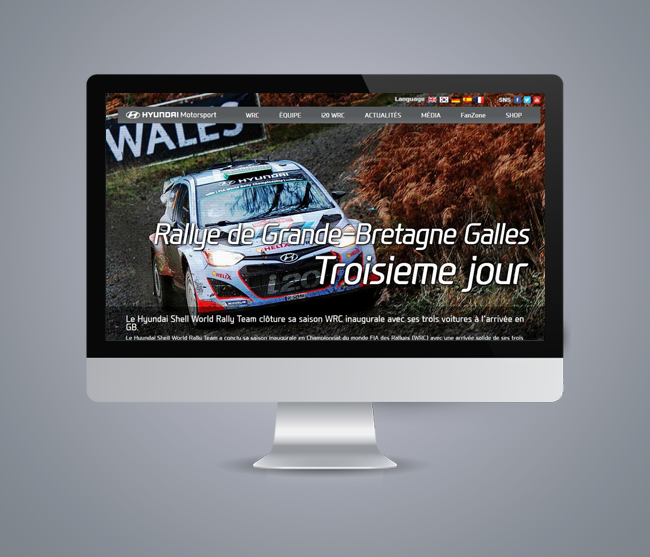 Language
SNS
HYUNDAI Motorsport
WRC
ÉQUIPE
i20 WRC
ACTUALITÉS
MÉDIA
FanZone
SHOP
WALES
HYUNDAI
Rallye de Grande-Bretagne Galles
Troisieme jour
HELIX
i20
Le Hyundai Shell World Rally Team clôture sa saison WRC inaugurale avec ses trois voitures à l'arrivée en
GB.
Le Hyundai Shell World Rally Team a conclu sa saison inaugurale en Championnat du monde FIA des Rallyes (WRC) avec une arrivée solide de ses trois